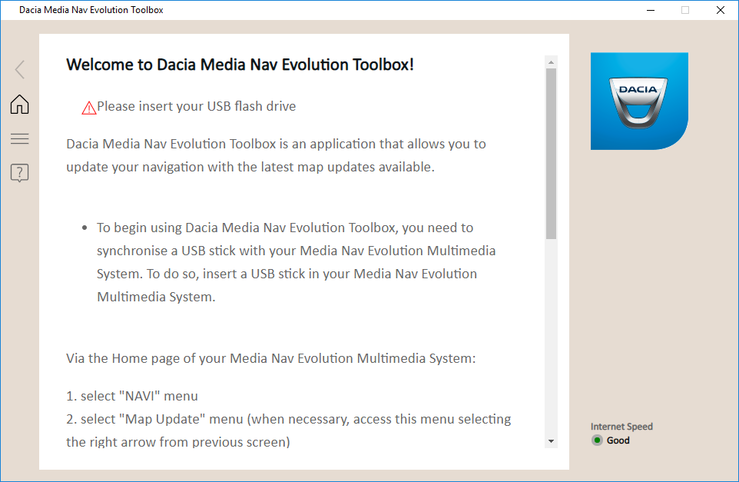 Dacia Media Nav Evolution Toolbox
Welcome to Dacia Media Nav Evolution Toolbox!
Please insert your USB flash drive
Dacia Media Nav Evolution Toolbox is an application that allows you to
update your navigation with the latest map updates available.
• To begin using Dacia Media Nav Evolution Toolbox, you need to
synchronise a USB stick with your Media Nav Evolution Multimedia
System. To do so, insert a USB stick in your Media Nav Evolution
Multimedia System.
Via the Home page of your Media Nav Evolution Multimedia System:
1. select "NAVI" menu
2. select "Map Update" menu (when necessary, access this menu selecting
the right arrow from previous screen)
DACIA
Internet Speed
Good